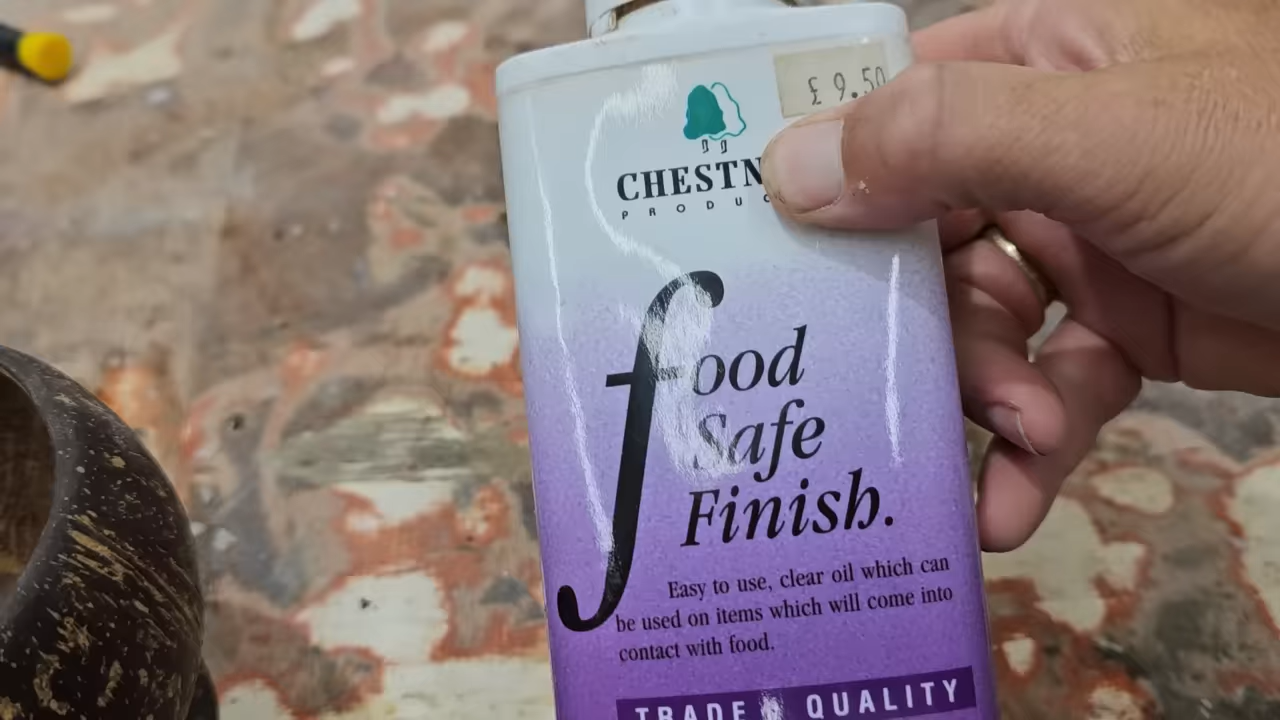 £ 9.50
CHESTN
PRODUC
food
Safe
Finish.
Easy to use, clear oil which can
be used on items which will come into
contact with food.
TRADE QUALITY